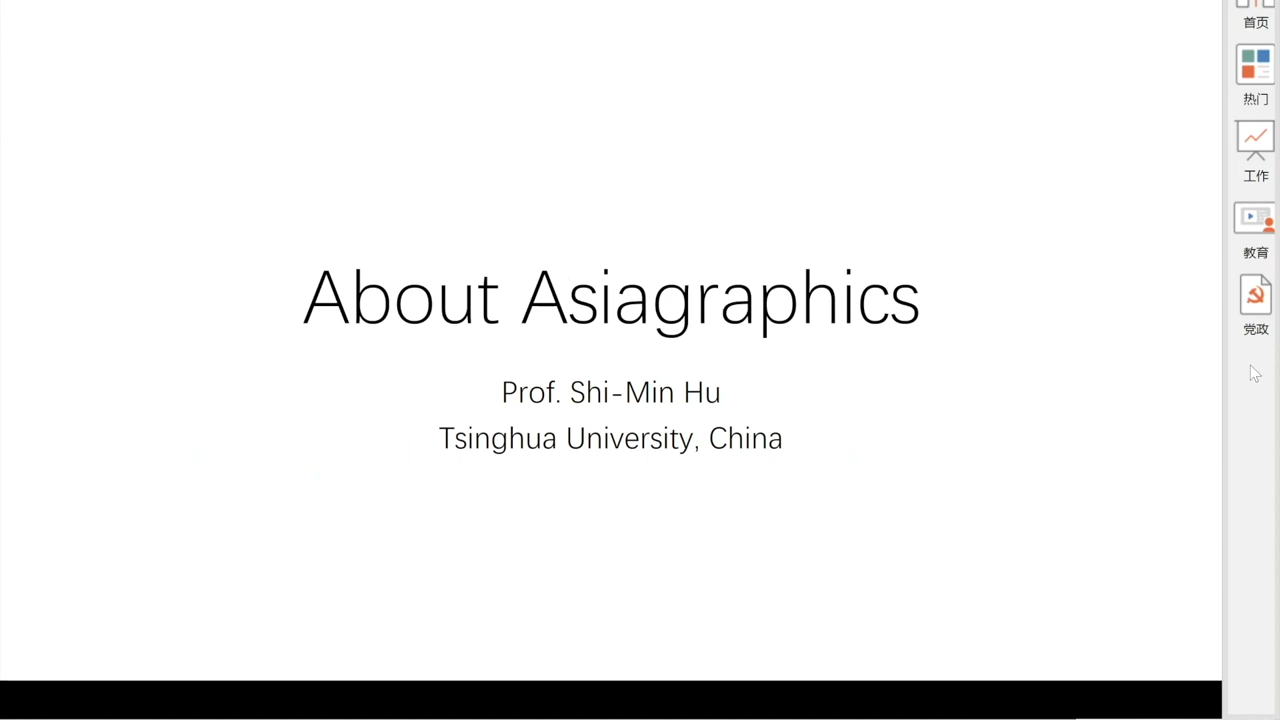 About Asiagraphics
Prof. Shi-Min Hu
Tsinghua University, China
首页
热门
工作
教育
党政